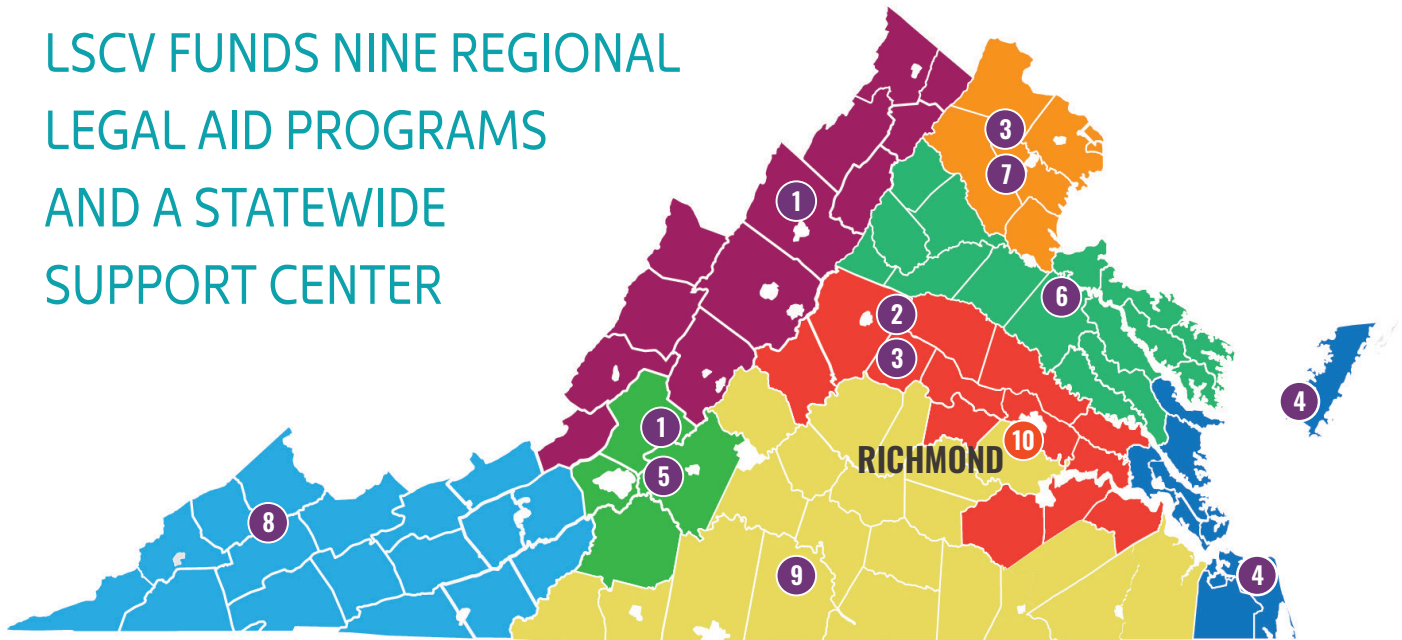 LSCV FUNDS NINE REGIONAL
LEGAL AID PROGRAMS
AND A STATEWIDE
SUPPORT CENTER
3
7
1
6
2
3
4
1
RICHMOND 10
5
8
9
4